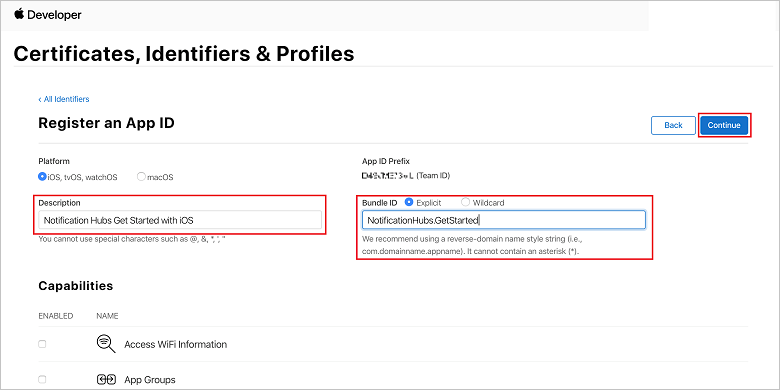 Developer
Certificates, Identifiers & Profiles
‹ All Identifiers
Register an App ID
Back
Continue
Platform
iOS, tvOS, watchOS
macOS
App ID Prefix
(Team ID)
Description
Notification Hubs Get Started with iOS
You cannot use special characters such as @, &, *, ', "
Bundle ID
Explicit
Wildcard
NotificationHubs.GetStarted
We recommend using a reverse-domain name style string (i.e.,
com.domainname.appname). It cannot contain an asterisk (*).
Capabilities
ENABLED
NAME
Access WiFi Information
App Groups